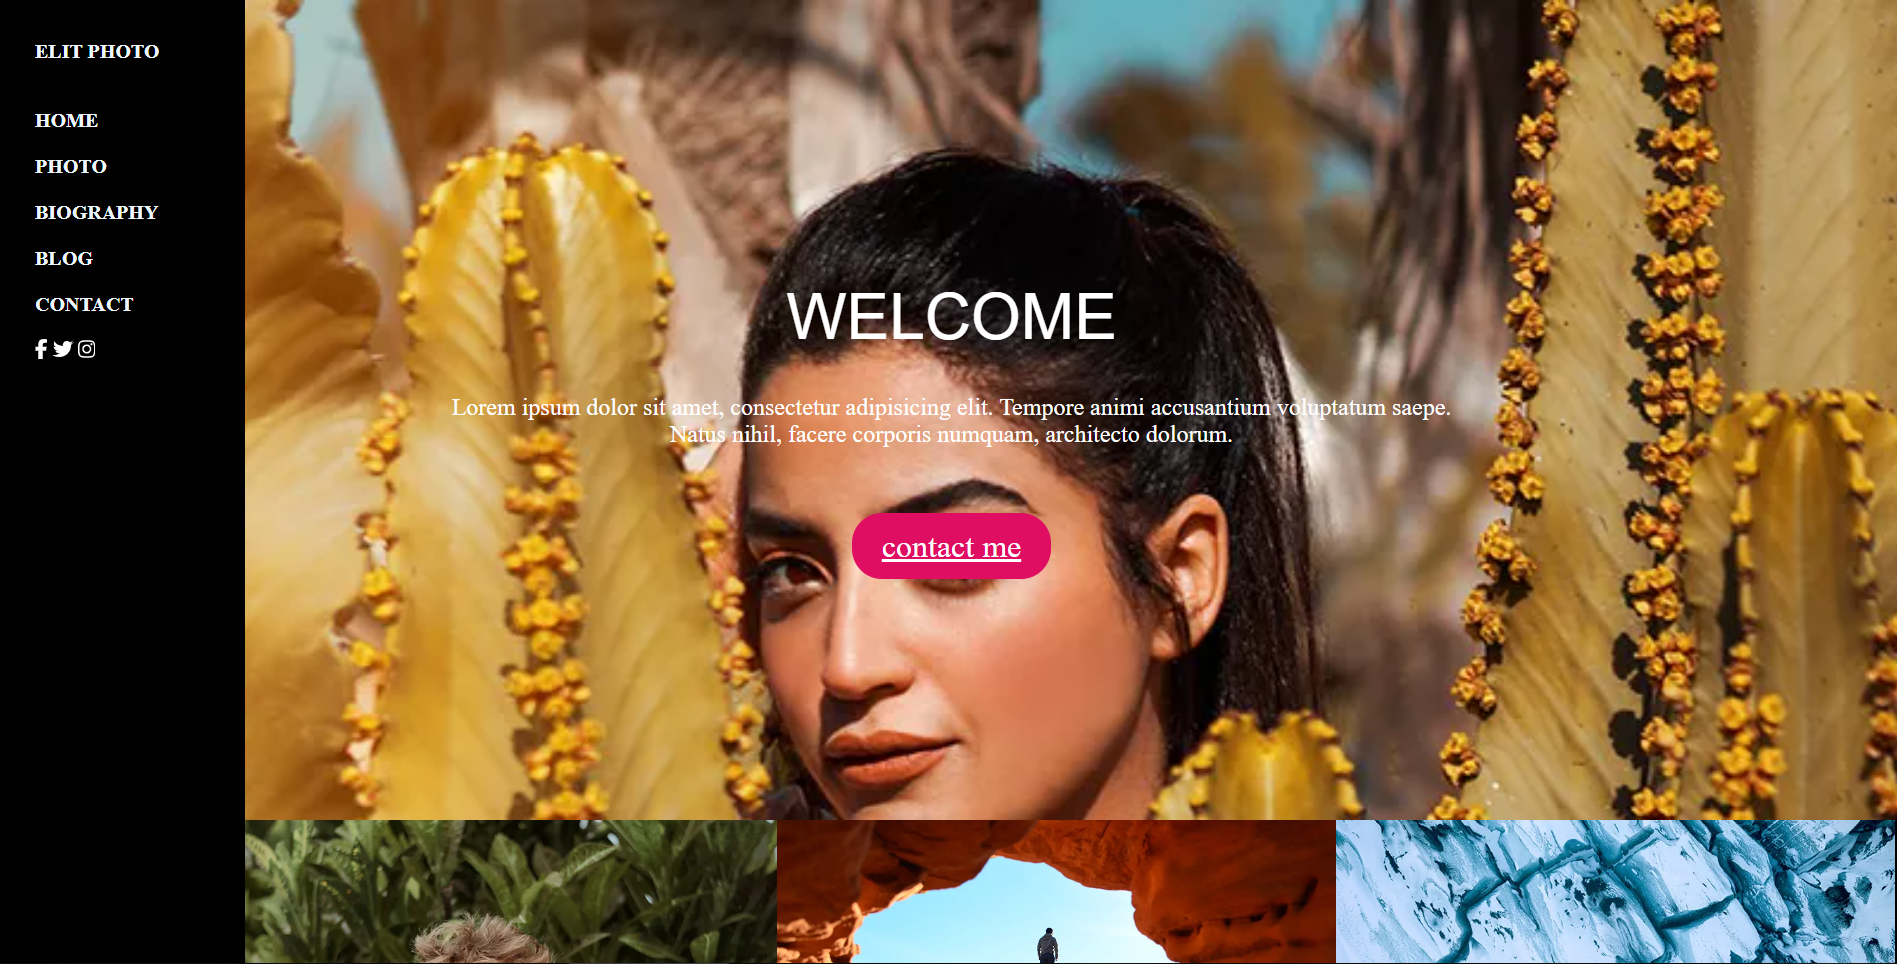 ELIT PHOTO
HOME
PHOTO
BIOGRAPHY
BLOG
CONTACT
WELCOME
Lorem ipsum dolor sit amet, consectetur adipisicing elit. Tempore animi accusantium voluptatum saepe.
Natus nihil, facere corporis numquam, architecto dolorum.
contact me